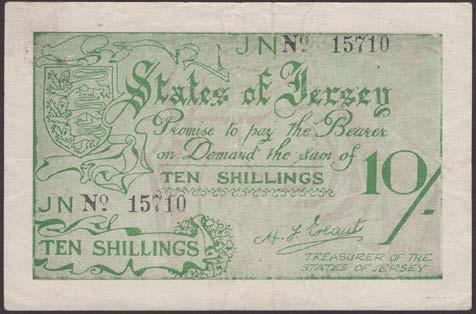 JN Nº 15710
States of Jersey
Promise to pay the Bearer
on Demand the sum of
TEN SHILLINGS
10/-
JN Nº 15710
TEN SHILLINGS
H. F. Ereaut
TREASURER OF THE
STATES OF JERSEY